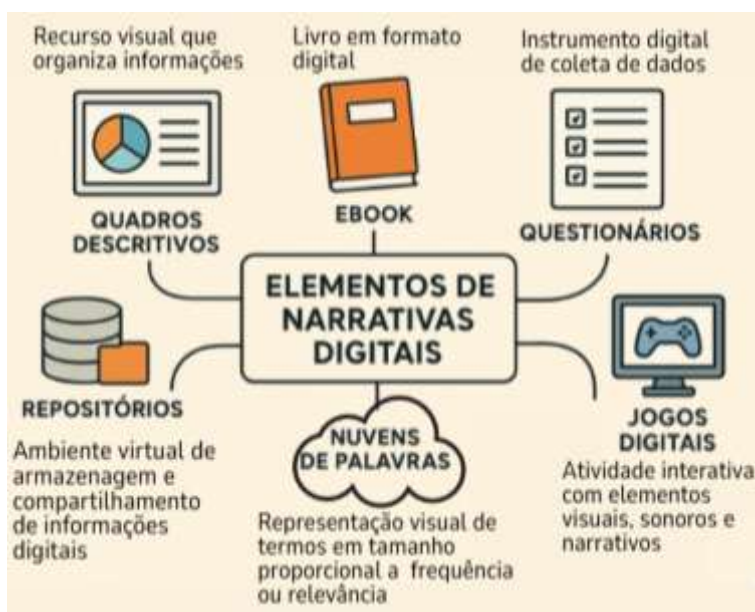 Recurso visual que
organiza informações
QUADROS
DESCRITIVOS
Livro em formato
digital
EBOOK
Instrumento digital
de coleta de dados
QUESTIONÁRIOS
ELEMENTOS DE
NARRATIVAS
DIGITAIS
REPOSITÓRIOS
Ambiente virtual de
armazenagem e
compartilhamento
de informações
digitais
NUVENS
DE PALAVRAS
Representação visual de
termos em tamanho
proporcional a frequência
ou relevância
JOGOS
DIGITAIS
Atividade interativa
com elementos
visuais, sonoros e
narrativos